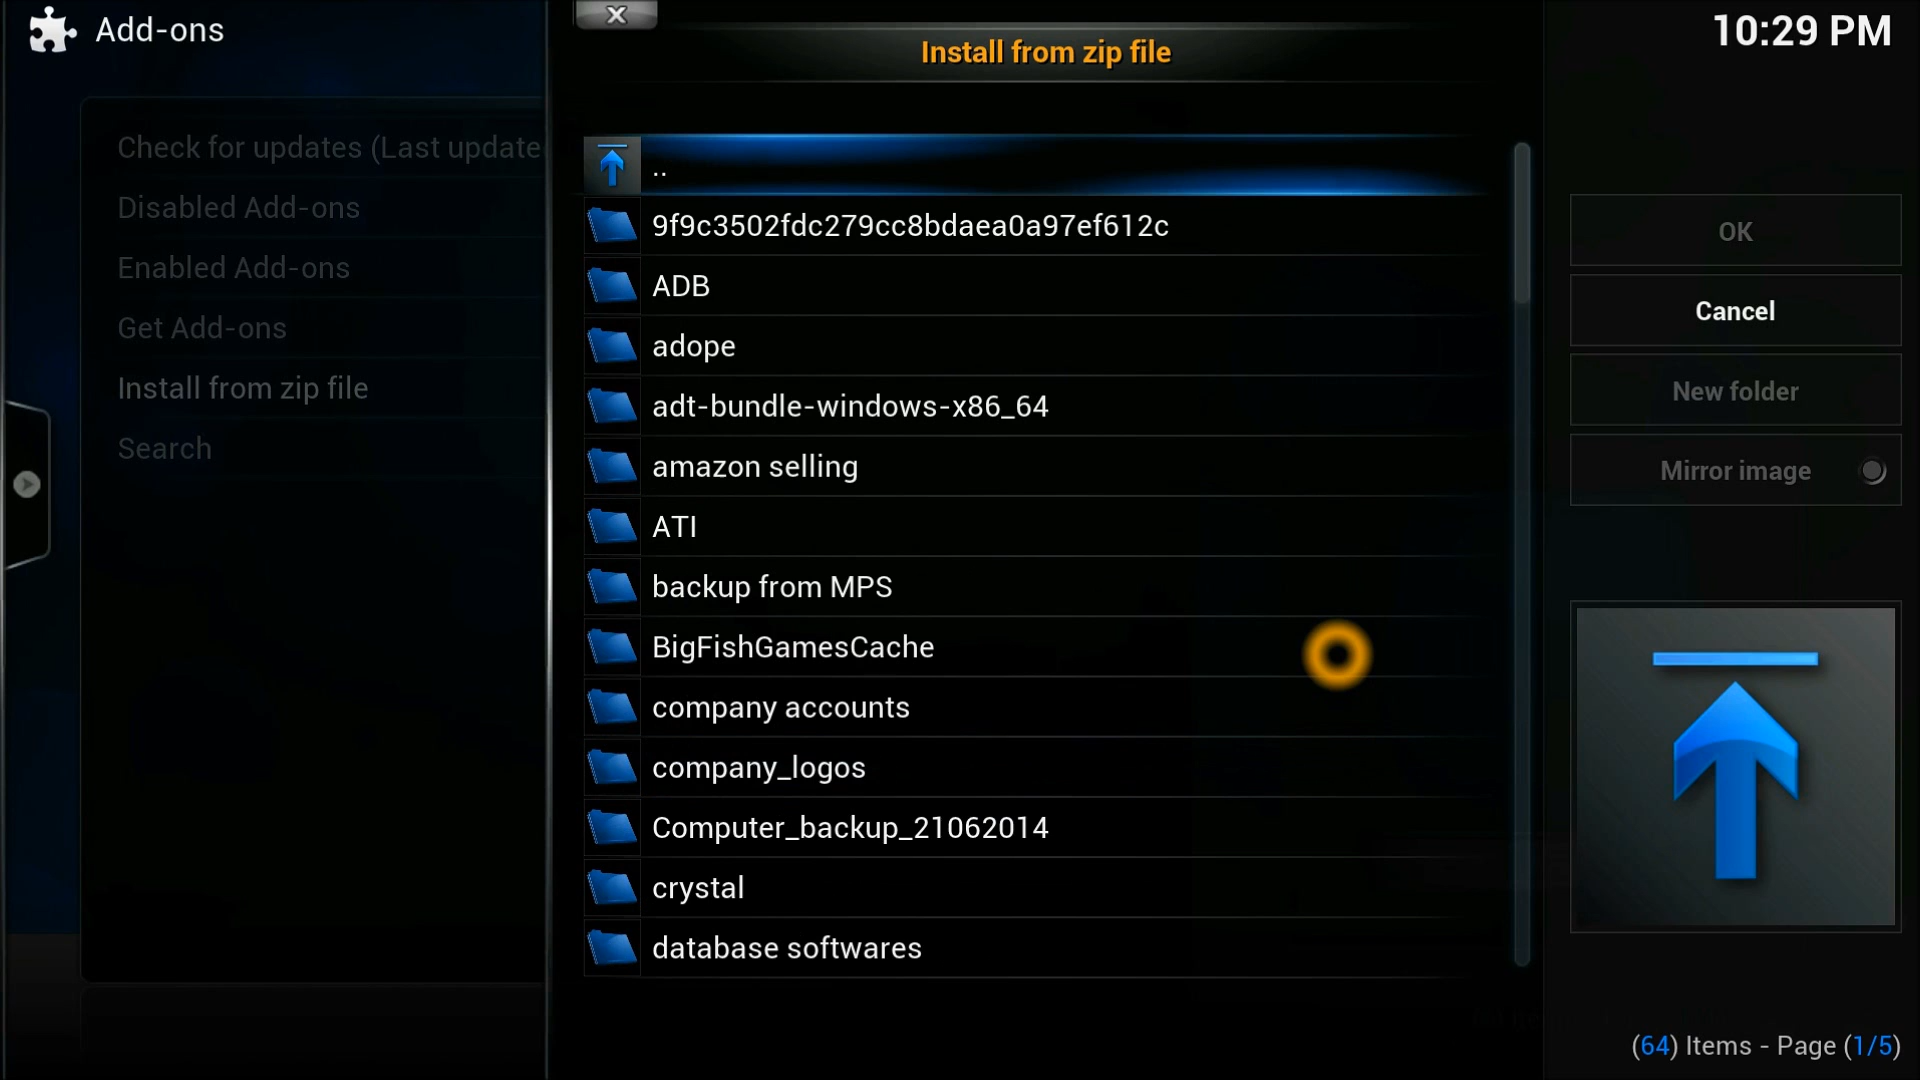 Add-ons
10:29 PM
Install from zip file
Check for updates (Last update
Disabled Add-ons
Enabled Add-ons
Get Add-ons
Install from zip file
Search
..
9f9c3502fdc279cc8bdaea0a97ef612c
ADB
adope
adt-bundle-windows-x86_64
amazon selling
ATI
backup from MPS
BigFishGamesCache
company accounts
company_logos
Computer_backup_21062014
crystal
database softwares
OK
Cancel
New folder
Mirror image
(64) Items - Page (1/5)